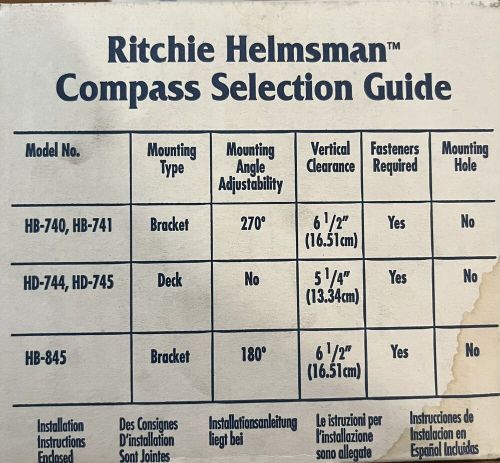 Ritchie Helmsman™
Compass Selection Guide
Model No. Mounting Type Mounting Angle Adjustability Vertical Clearance Fasteners Required Mounting Hole
HB-740, HB-741 Bracket 270° 6 1/2" (16.51cm) Yes No
HD-744, HD-745 Deck No 5 1/4" (13.34cm) Yes No
HB-845 Bracket 180° 6 1/2" (16.51cm) Yes No
Installation Instructions Enclosed
Des Consignes D'installation Sont Jointes
Installationsanleitung liegt bei
Le istruzioni per l'installazione sono allegate
Instrucciones de Instalacion en Español Incluidas